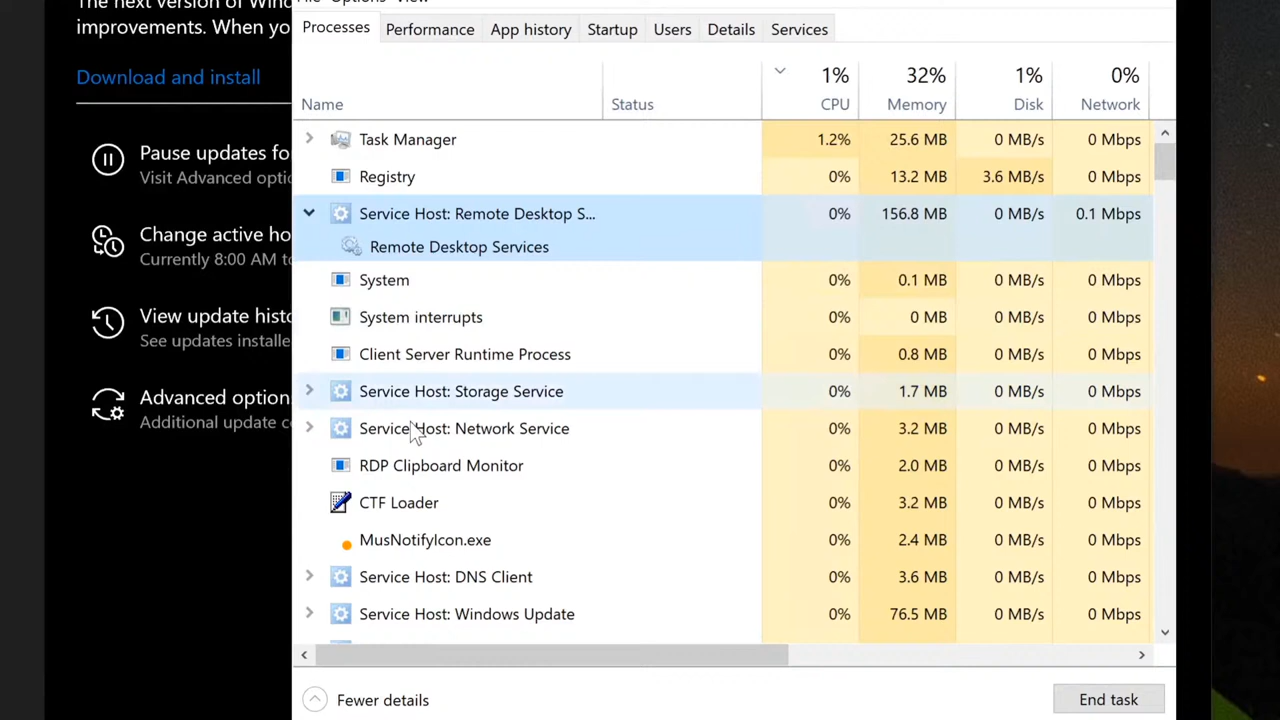 The next version of Wind
improvements. When yo
Download and install
Pause updates fo
Visit Advanced optic
Change active ho
Currently 8:00 AM to
View update histo
See updates installe
Advanced option
Additional update co
File Options View
Processes Performance App history Startup Users Details Services
1% 32% 1% 0%
Name Status CPU Memory Disk Network
Task Manager 1.2% 25.6 MB 0 MB/s 0 Mbps
Registry 0% 13.2 MB 3.6 MB/s 0 Mbps
Service Host: Remote Desktop S... 0% 156.8 MB 0 MB/s 0.1 Mbps
Remote Desktop Services
System 0% 0.1 MB 0 MB/s 0 Mbps
System interrupts 0% 0 MB 0 MB/s 0 Mbps
Client Server Runtime Process 0% 0.8 MB 0 MB/s 0 Mbps
Service Host: Storage Service 0% 1.7 MB 0 MB/s 0 Mbps
Service Host: Network Service 0% 3.2 MB 0 MB/s 0 Mbps
RDP Clipboard Monitor 0% 2.0 MB 0 MB/s 0 Mbps
CTF Loader 0% 3.2 MB 0 MB/s 0 Mbps
MusNotifyIcon.exe 0% 2.4 MB 0 MB/s 0 Mbps
Service Host: DNS Client 0% 3.6 MB 0 MB/s 0 Mbps
Service Host: Windows Update 0% 76.5 MB 0 MB/s 0 Mbps
Fewer details
End task